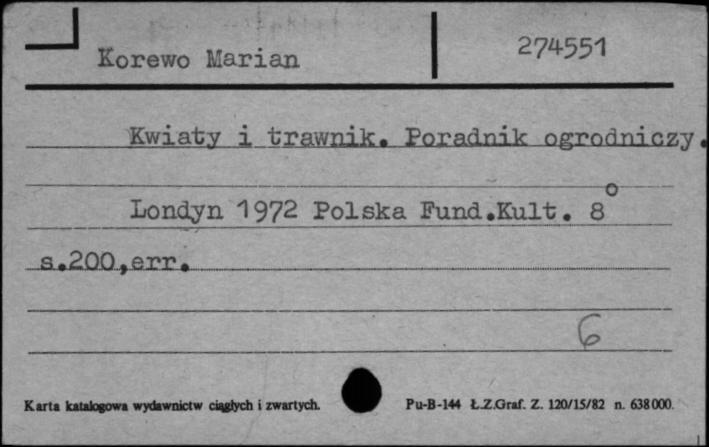 Korewo Marian 274551
Kwiaty i trawnik. Poradnik ogrodniczy.
Londyn 1972 Polska Fund.Kult. 8°
s.200,err.
6
Karta katalogowa wydawnictw ciągłych i zwartych. Pu-B-144 Ł.Z.Graf. Z. 120/15/82 n. 638000.